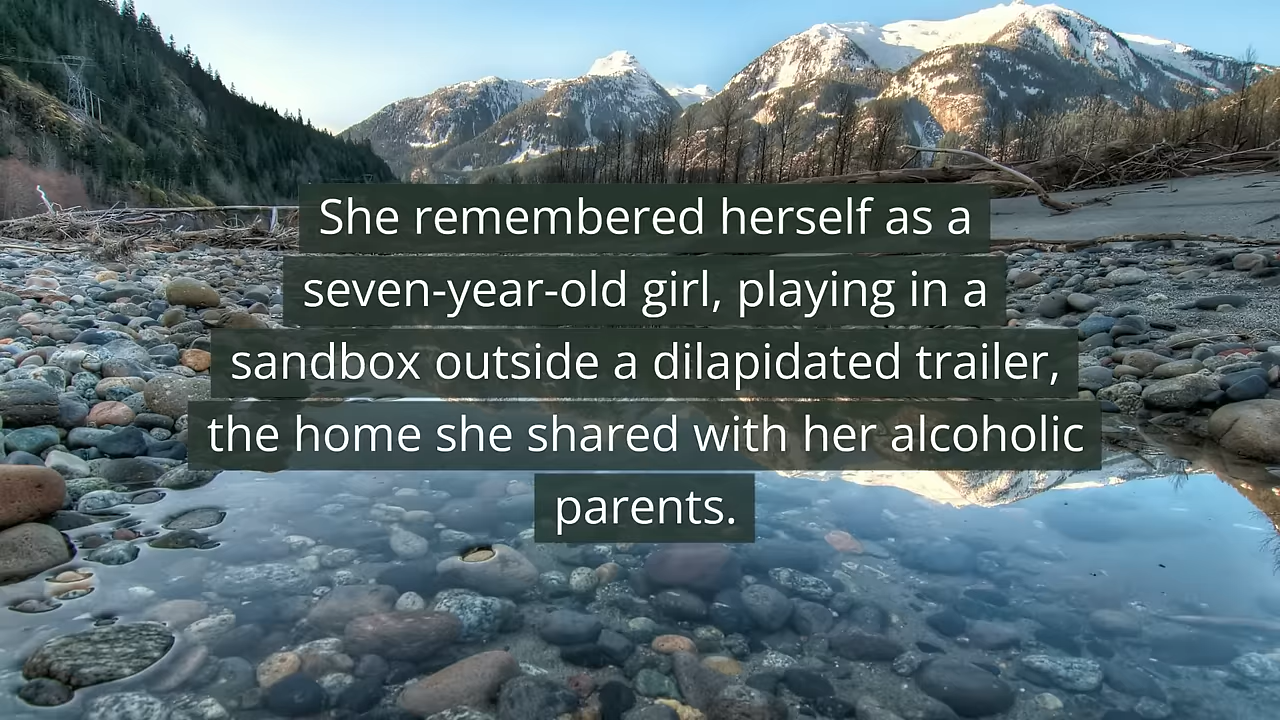 She remembered herself as a
seven-year-old girl, playing in a
sandbox outside a dilapidated trailer,
the home she shared with her alcoholic
parents.